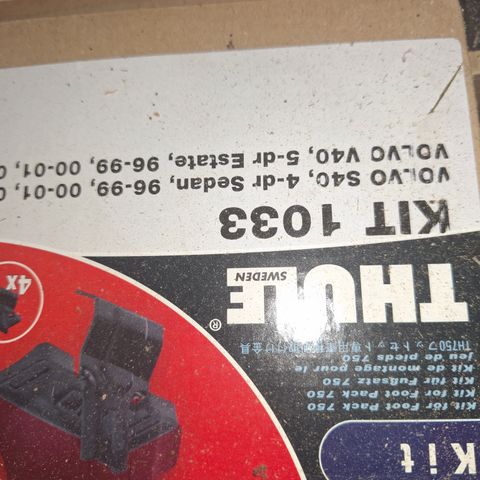 Kit
Kit för Foot Pack 750
Kit for Foot Pack 750
Kit für Fußsatz 750
Kit de montage pour le
jeu de pieds 750
THULE®
SWEDEN
4x
KIT 1033
VOLVO S40, 4-dr Sedan, 96-99, 00-01,
VOLVO V40, 5-dr Estate, 96-99, 00-01,